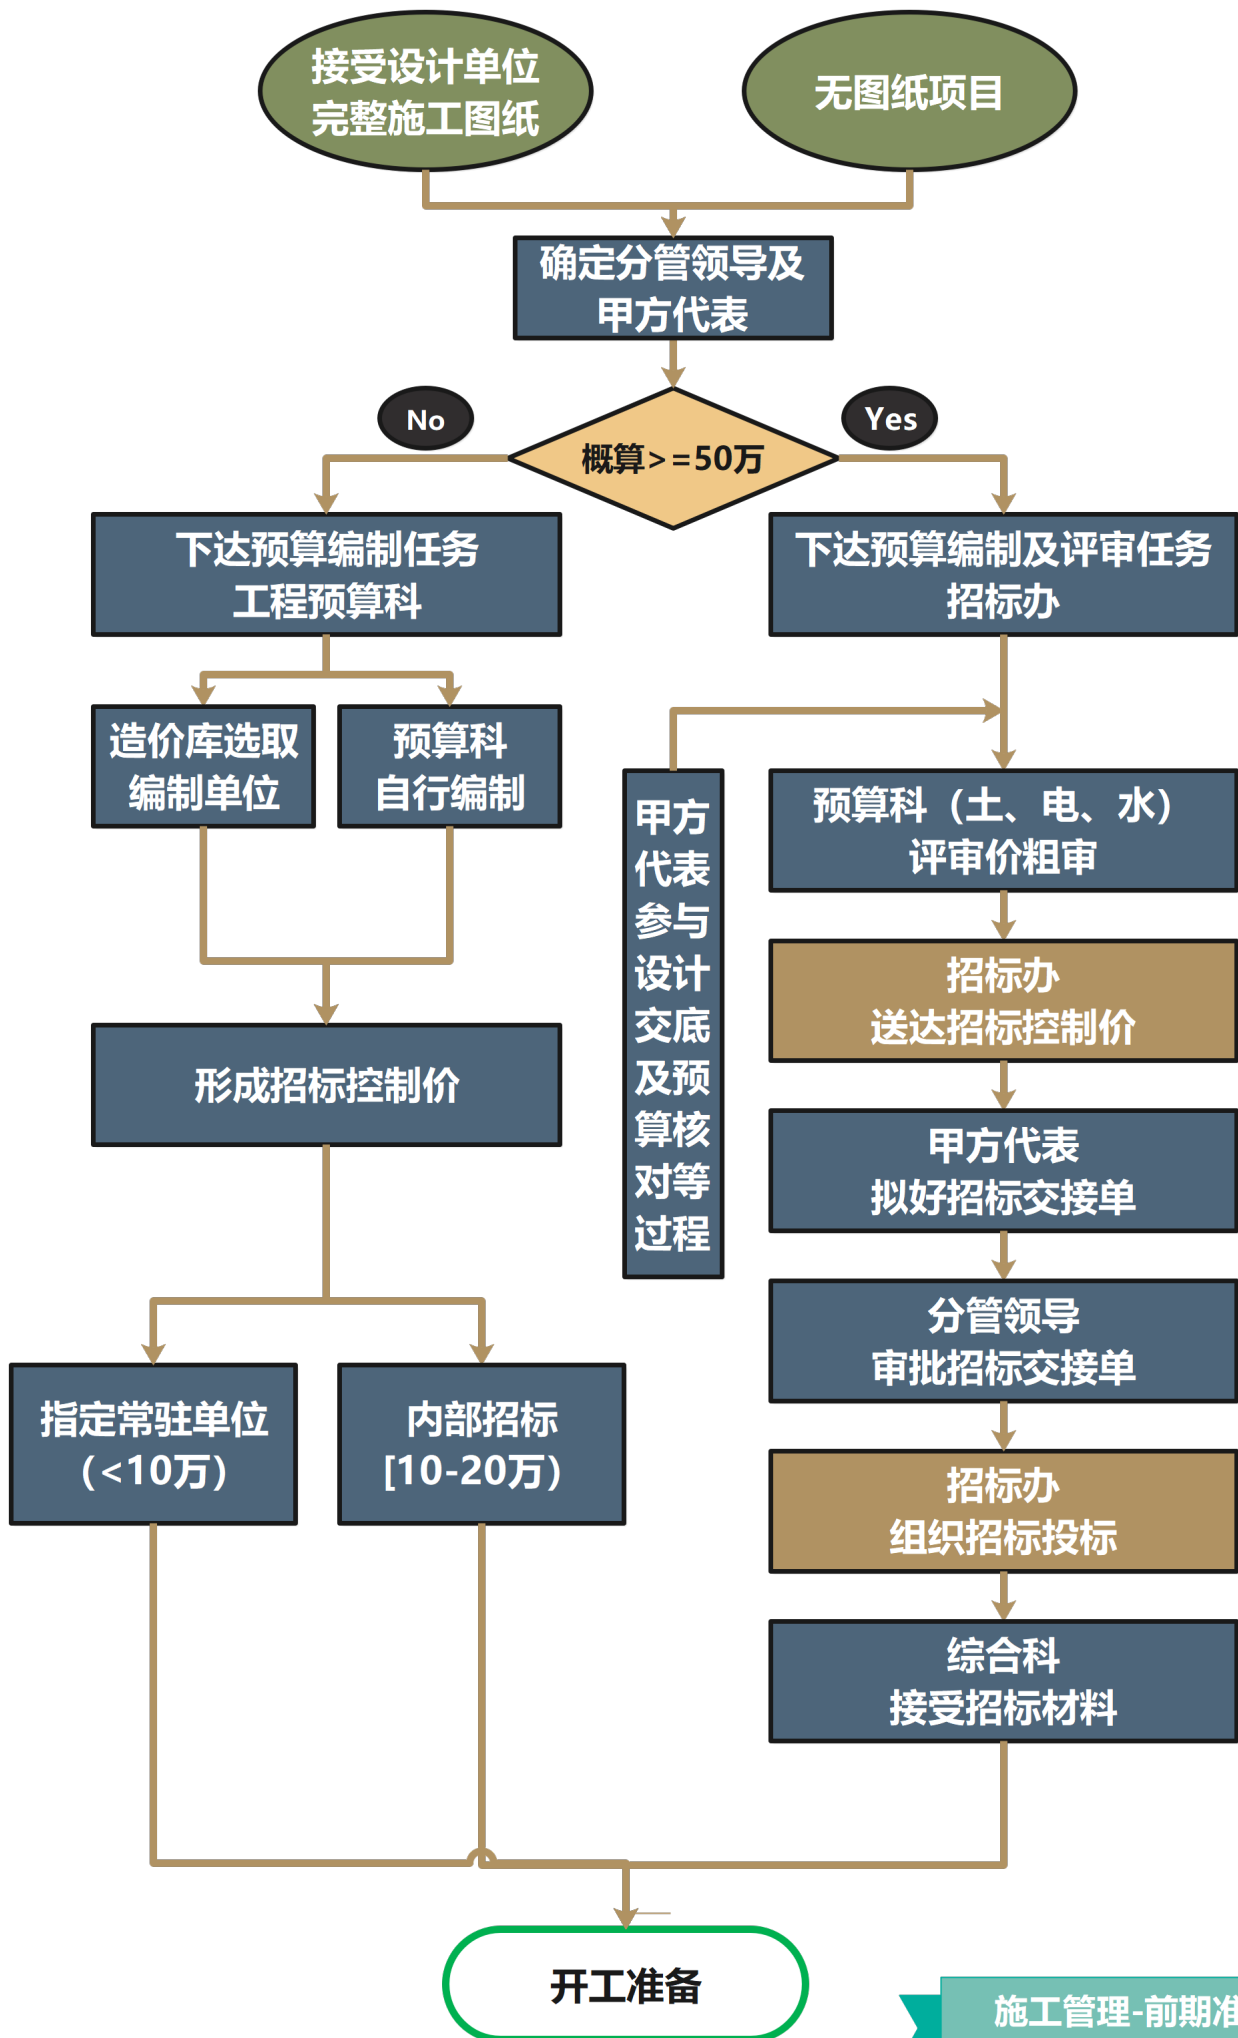 接受设计单位
完整施工图纸
无图纸项目
确定分管领导及
甲方代表
No
Yes
概算>=50万
下达预算编制任务
工程预算科
下达预算编制及评审任务
招标办
造价库选取
编制单位
预算科
自行编制
甲方
代表
参与
设计
交底
及预
算核
对等
过程
预算科（土、电、水）
评审价粗审
招标办
送达招标控制价
形成招标控制价
甲方代表
拟好招标交接单
分管领导
审批招标交接单
指定常驻单位
（<10万）
内部招标
[10-20万）
招标办
组织招标投标
综合科
接受招标材料
开工准备
施工管理-前期准